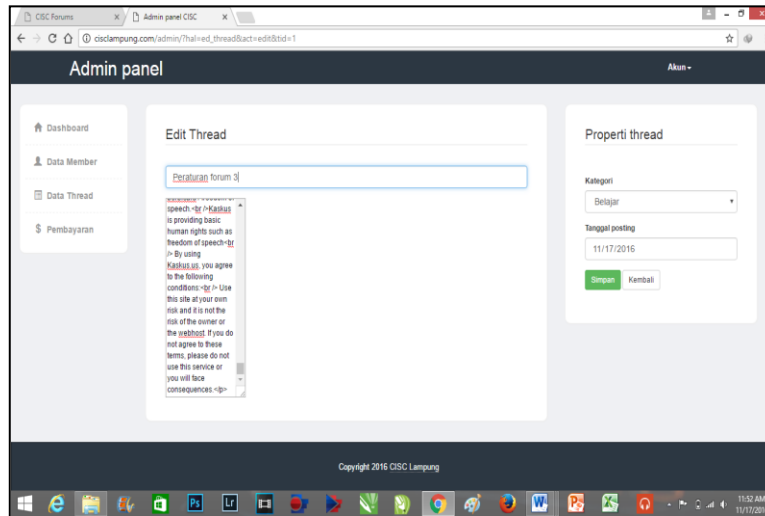 CISC Forums
Admin panel CISC
cisclampung.com/admin/?hal=ed_thread&act=edit&tid=1
Admin panel
Akun
Dashboard
Data Member
Data Thread
Pembayaran
Edit Thread
Peraturan forum 3
speech.<br />Kaskus
is providing basic
human rights such as
freedom of speech<br
/> By using
Kaskus.us, you agree
to the following
conditions:<br /> Use
this site at your own
risk and it is not the
risk of the owner or
the webhost. If you do
not agree to these
terms, please do not
use this service or
you will face
consequences.</p>
Properti thread
Kategori
Belajar
Tanggal posting
11/17/2016
Simpan Kembali
Copyright 2016 CISC Lampung
Ps
Lr
11:52 AM
11/17/2016